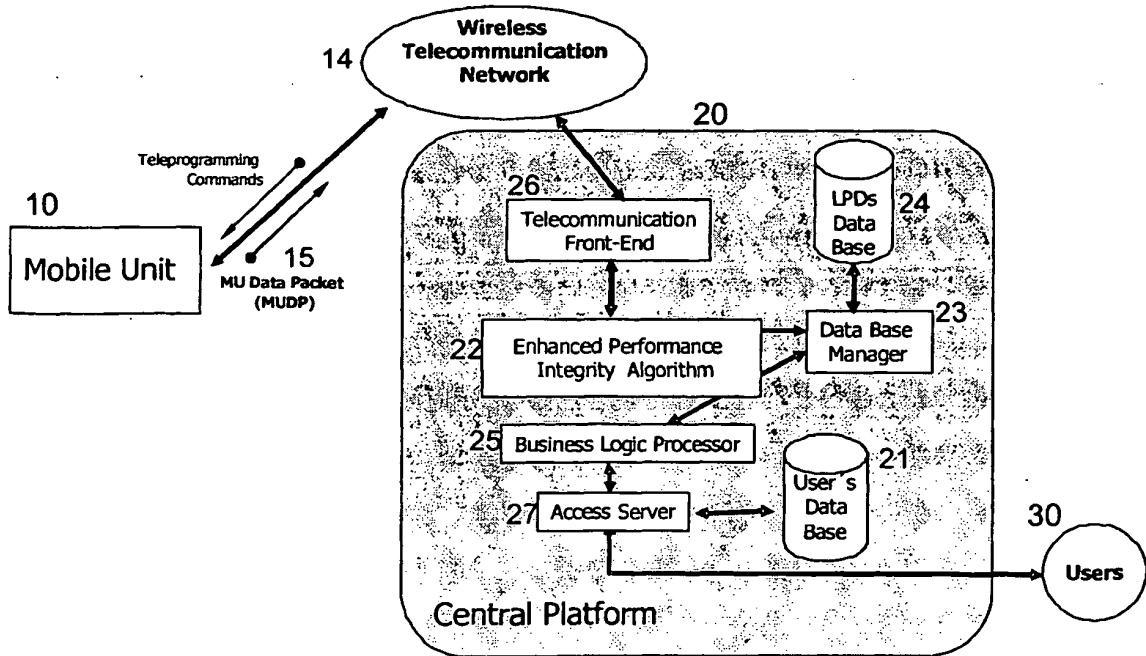 14
Wireless
Telecommunication
Network
20
Teleprogramming
Commands
10
Mobile Unit
15
MU Data Packet
(MUDP)
26
Telecommunication
Front-End
LPDs
Data
Base
24
22
Enhanced Performance
Integrity Algorithm
23
Data Base
Manager
25
Business Logic Processor
21
User´s
Data
Base
27
Access Server
30
Users
Central Platform